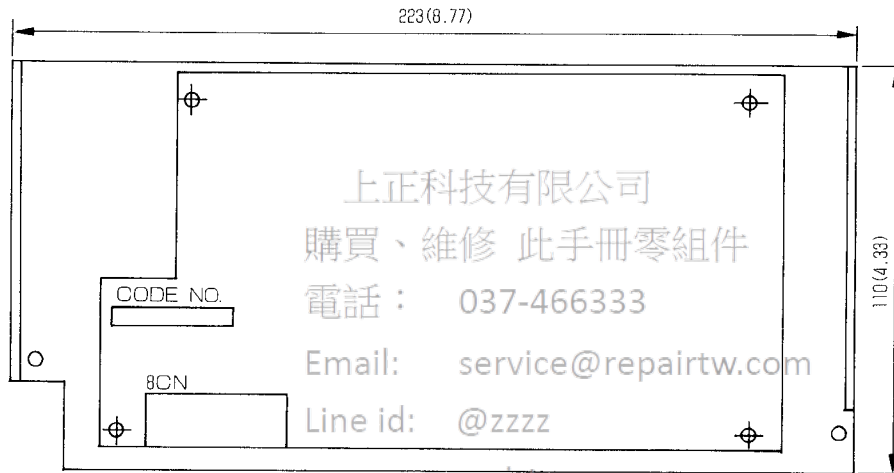 223(8.77)
上正科技有限公司
購買、維修 此手冊零組件
110(4.33)
CODE NO.
電話： 037-466333
Email: service@repairtw.com
8CN
Line id: @zzzz